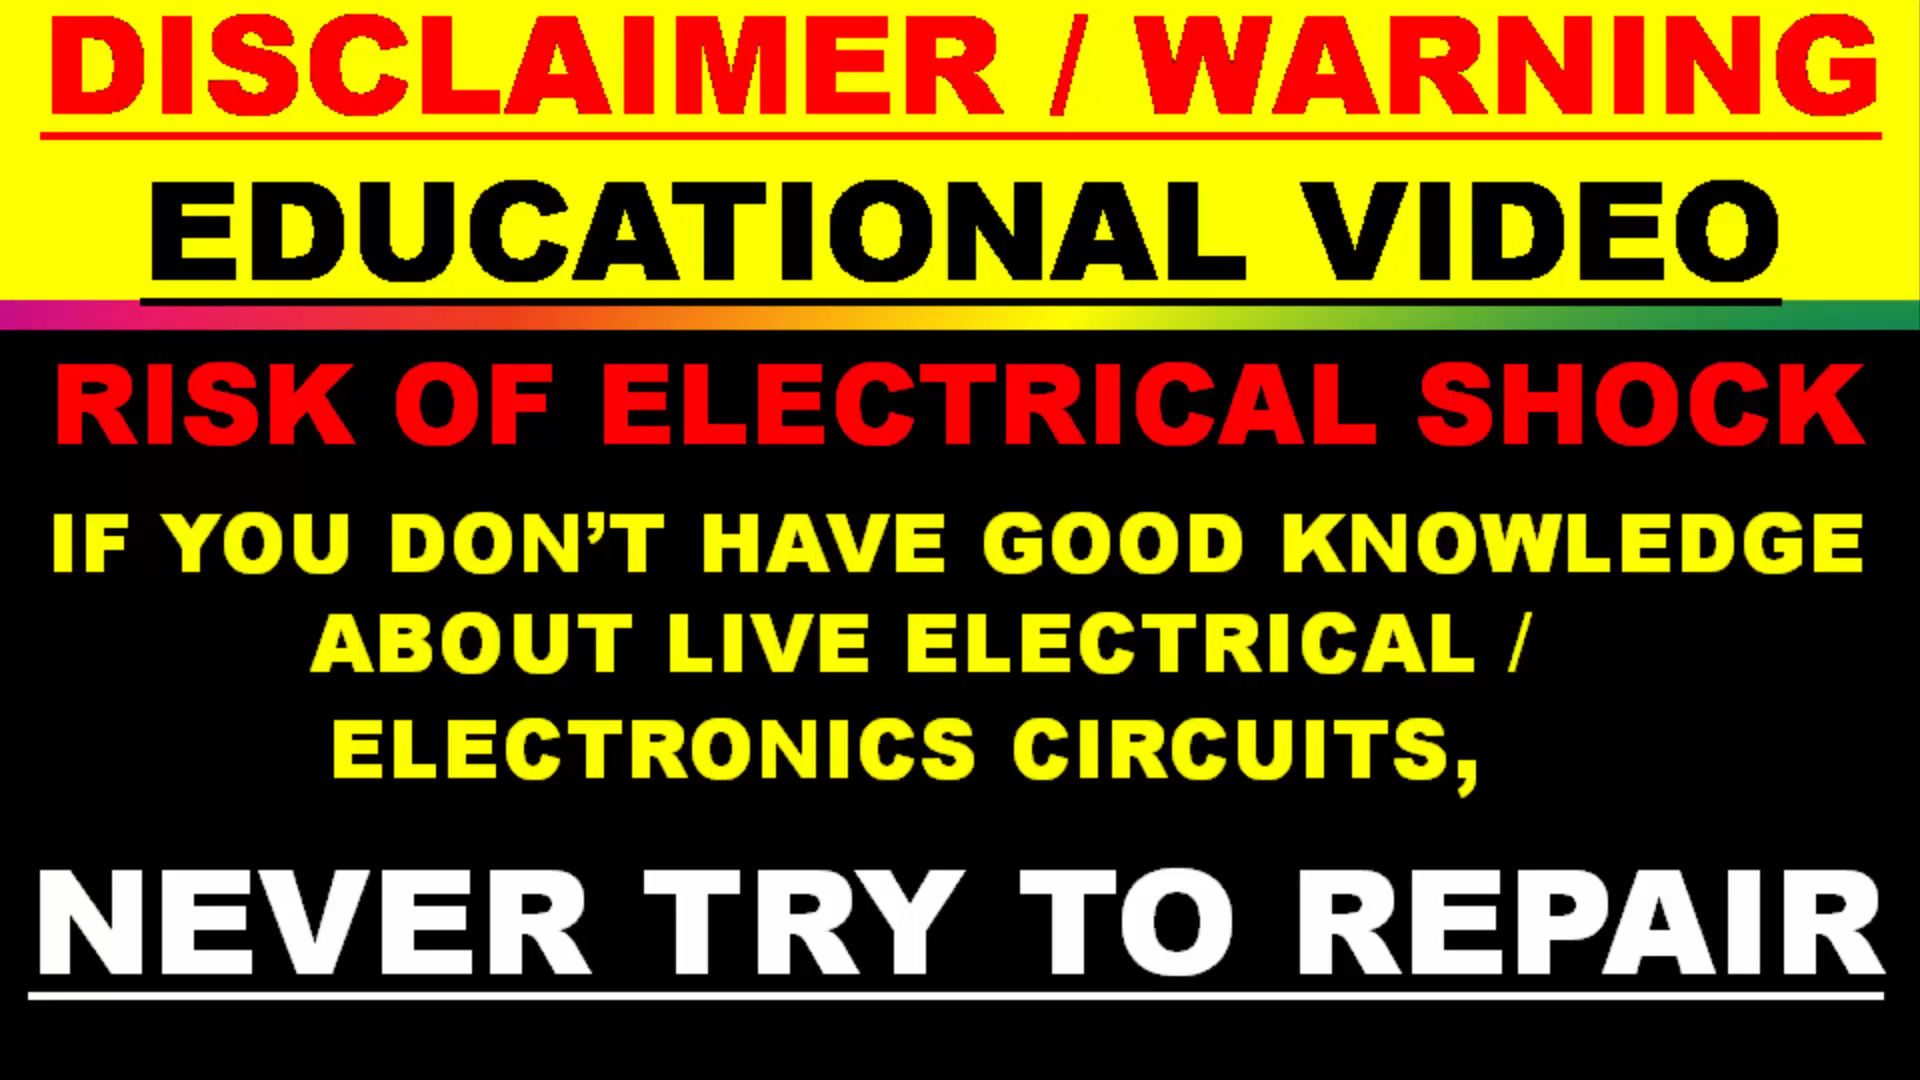 DISCLAIMER / WARNING
EDUCATIONAL VIDEO
RISK OF ELECTRICAL SHOCK
IF YOU DON’T HAVE GOOD KNOWLEDGE
ABOUT LIVE ELECTRICAL /
ELECTRONICS CIRCUITS,
NEVER TRY TO REPAIR